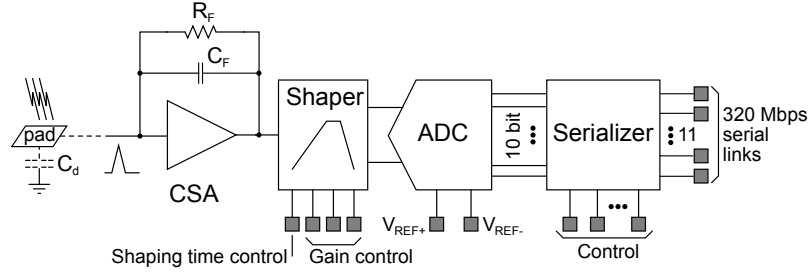 R_F
C_F
pad
C_d
CSA
Shaper
ADC
10 bit
Serializer
11
320 Mbps
serial
links
V_REF+
V_REF-
Shaping time control
Gain control
Control